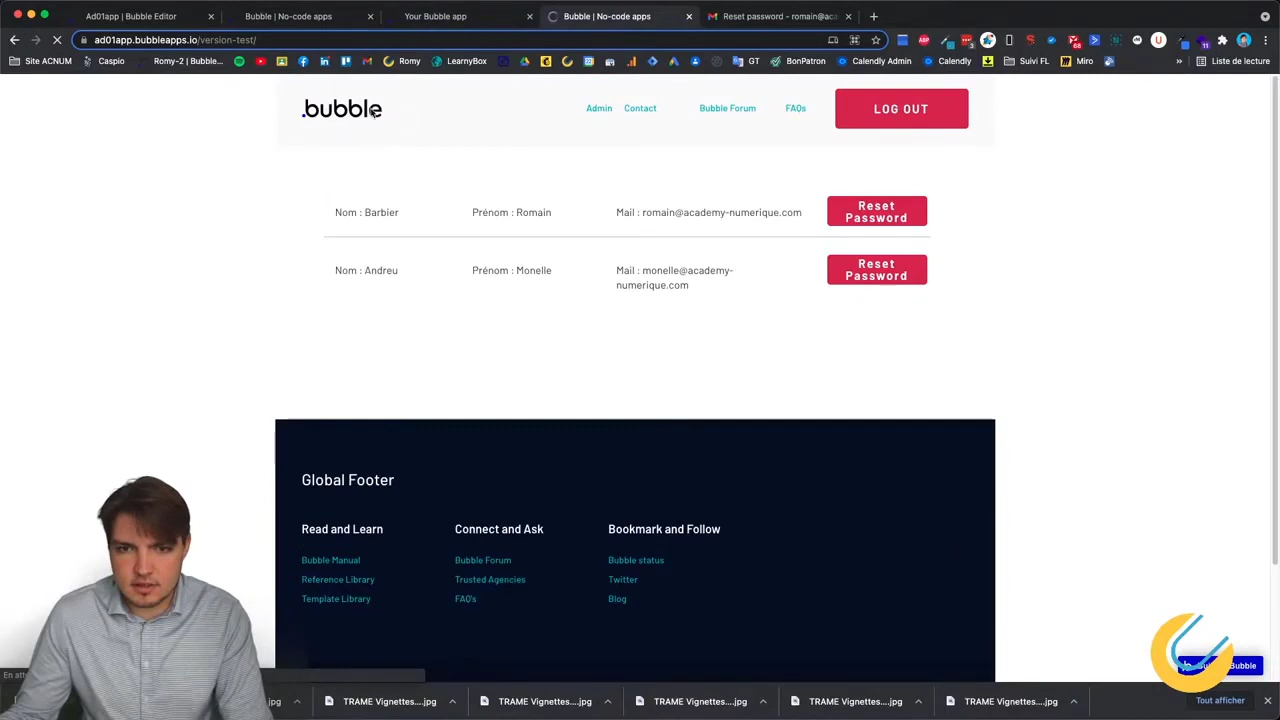 Ad01app | Bubble Editor
Bubble | No-code apps
Your Bubble app
Bubble | No-code apps
Reset password - romain@aca
ad01app.bubbleapps.io/version-test/
Site ACNUM
Caspio
Romy-2 | Bubble...
Romy
LearnyBox
GT
BonPatron
Calendly Admin
Calendly
Suivi FL
Miro
»
Liste de lecture
.bubble
Admin
Contact
Bubble Forum
FAQs
LOG OUT
Nom : Barbier
Prénom : Romain
Mail : romain@academy-numerique.com
Reset
Password
Nom : Andreu
Prénom : Monelle
Mail : monelle@academy-
numerique.com
Reset
Password
Global Footer
Read and Learn
Connect and Ask
Bookmark and Follow
Bubble Manual
Bubble Forum
Bubble status
Reference Library
Trusted Agencies
Twitter
Template Library
FAQ's
Blog
Bubble
En att
.jpg
TRAME Vignettes....jpg
TRAME Vignettes....jpg
TRAME Vignettes....jpg
TRAME Vignettes....jpg
TRAME Vignettes....jpg
Tout afficher